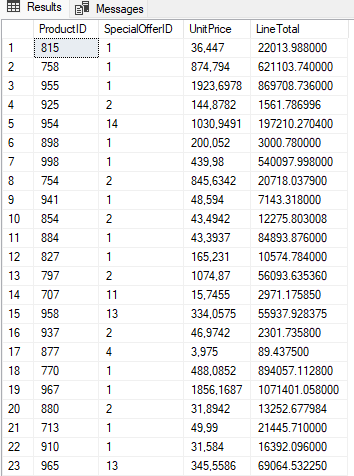 Results Messages
ProductID SpecialOfferID UnitPrice LineTotal
1 815 1 36,447 22013.988000
2 758 1 874,794 621103.740000
3 955 1 1923,6978 869708.736000
4 925 2 144,8782 1561.786996
5 954 14 1030,9491 197210.270400
6 898 1 200,052 3000.780000
7 998 1 439,98 540097.998000
8 754 2 845,6342 20718.037900
9 941 1 48,594 7143.318000
10 854 2 43,4942 12275.803008
11 884 1 43,3937 84893.876000
12 827 1 165,231 10574.784000
13 797 2 1074,87 56093.635360
14 707 11 15,7455 2971.175850
15 958 13 334,0575 55937.928375
16 937 2 46,9742 2301.735800
17 877 4 3,975 89.437500
18 770 1 488,0852 894057.112800
19 967 1 1856,1687 1071401.058000
20 880 2 31,8942 13252.677984
21 713 1 49,99 21445.710000
22 910 1 31,584 16392.096000
23 965 13 345,5586 69064.532250